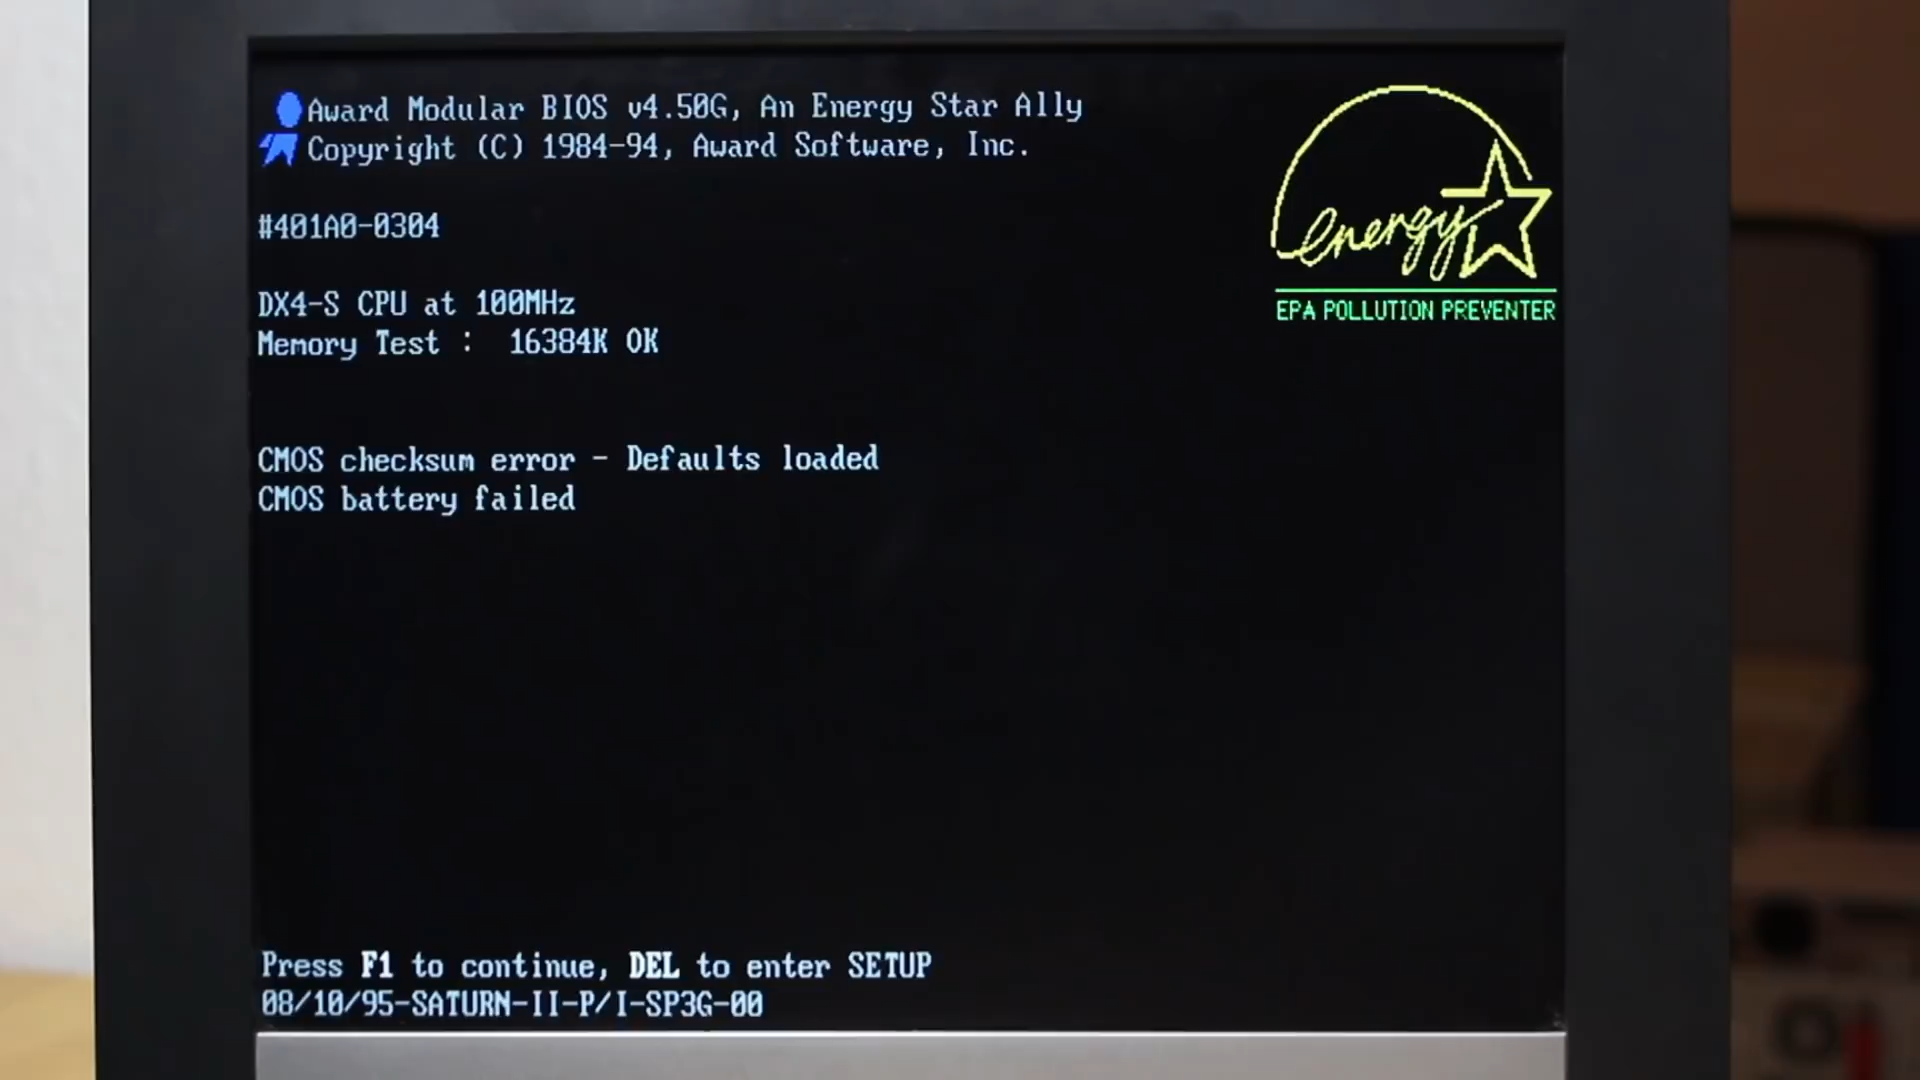 Award Modular BIOS v4.50G, An Energy Star Ally
Copyright (C) 1984-94, Award Software, Inc.
energy
EPA POLLUTION PREVENTER
#401A0-0304
DX4-S CPU at 100MHz
Memory Test :  16384K OK
CMOS checksum error - Defaults loaded
CMOS battery failed
Press F1 to continue, DEL to enter SETUP
08/10/95-SATURN-II-P/I-SP3G-00